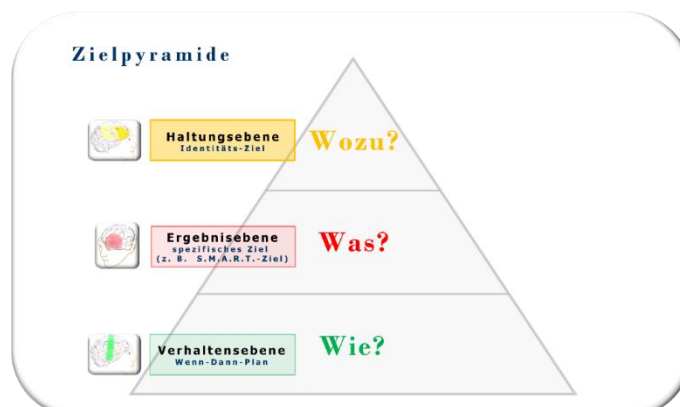 Zielpyramide
Haltungsebene
Identitäts-Ziel
Wozu?
Ergebnisebene
spezifisches Ziel
(z. B. S.M.A.R.T.-Ziel)
Was?
Verhaltensebene
Wenn-Dann-Plan
Wie?